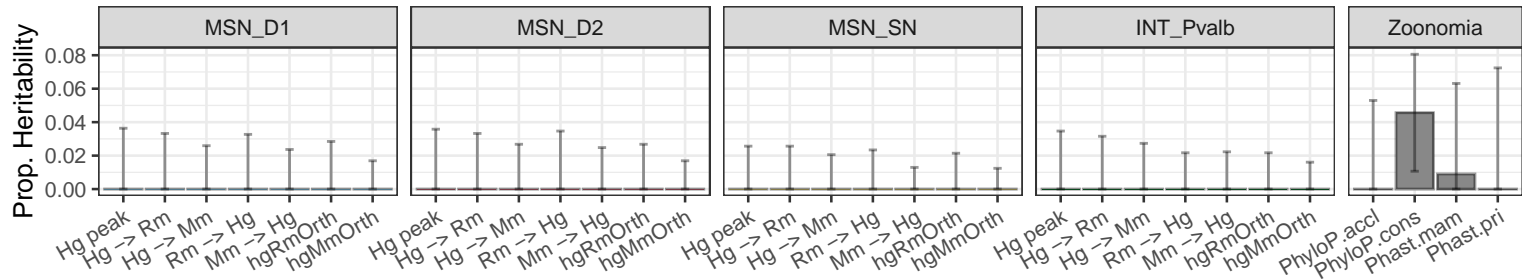 MSN_D1 MSN_D2 MSN_SN INT_Pvalb Zoonomia
Prop. Heritability
0.08
0.06
0.04
0.02
0.00
Hg peak Hg -> Rm Hg -> Mm Rm -> Hg Mm -> Hg hgRmOrth hgMmOrth Hg peak Hg -> Rm Hg -> Mm Rm -> Hg Mm -> Hg hgRmOrth hgMmOrth Hg peak Hg -> Rm Hg -> Mm Rm -> Hg Mm -> Hg hgRmOrth hgMmOrth Hg peak Hg -> Rm Hg -> Mm Rm -> Hg Mm -> Hg hgRmOrth hgMmOrth PhyloP.accl PhyloP.cons Phast.mam Phast.pri